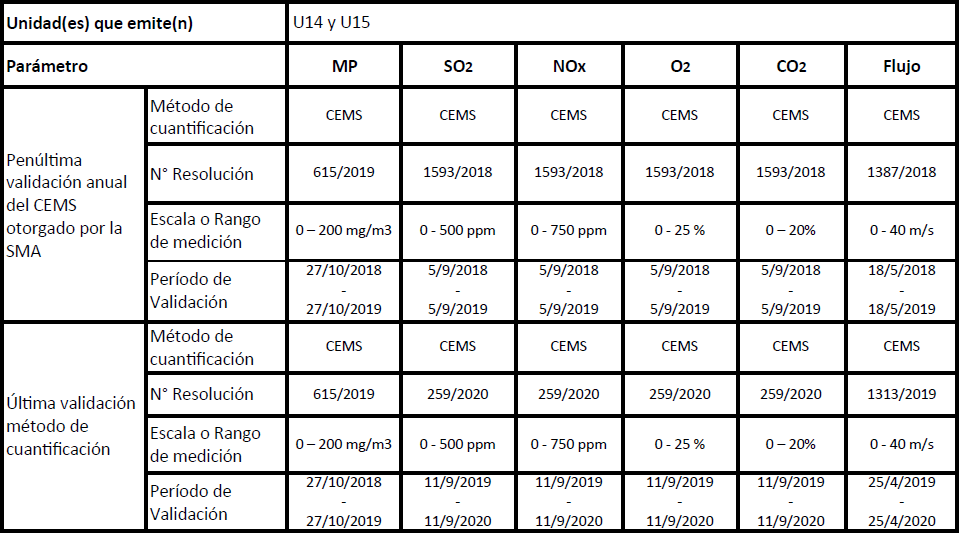 Unidad(es) que emite(n) U14 y U15
Parámetro MP SO2 NOx O2 CO2 Flujo
Penúltima
validación anual
del CEMS
otorgado por la
SMA
Método de
cuantificación
CEMS CEMS CEMS CEMS CEMS CEMS
N° Resolución 615/2019 1593/2018 1593/2018 1593/2018 1593/2018 1387/2018
Escala o Rango
de medición
0 – 200 mg/m3 0 - 500 ppm 0 - 750 ppm 0 - 25 % 0 – 20% 0 - 40 m/s
Período de
Validación
27/10/2018 5/9/2018 5/9/2018 5/9/2018 5/9/2018 18/5/2018
- - - - - -
27/10/2019 5/9/2019 5/9/2019 5/9/2019 5/9/2019 18/5/2019
Última validación
método de
cuantificación
Método de
cuantificación
CEMS CEMS CEMS CEMS CEMS CEMS
N° Resolución 615/2019 259/2020 259/2020 259/2020 259/2020 1313/2019
Escala o Rango
de medición
0 – 200 mg/m3 0 - 500 ppm 0 - 750 ppm 0 - 25 % 0 – 20% 0 - 40 m/s
Período de
Validación
27/10/2018 11/9/2019 11/9/2019 11/9/2019 11/9/2019 25/4/2019
- - - - - -
27/10/2019 11/9/2020 11/9/2020 11/9/2020 11/9/2020 25/4/2020